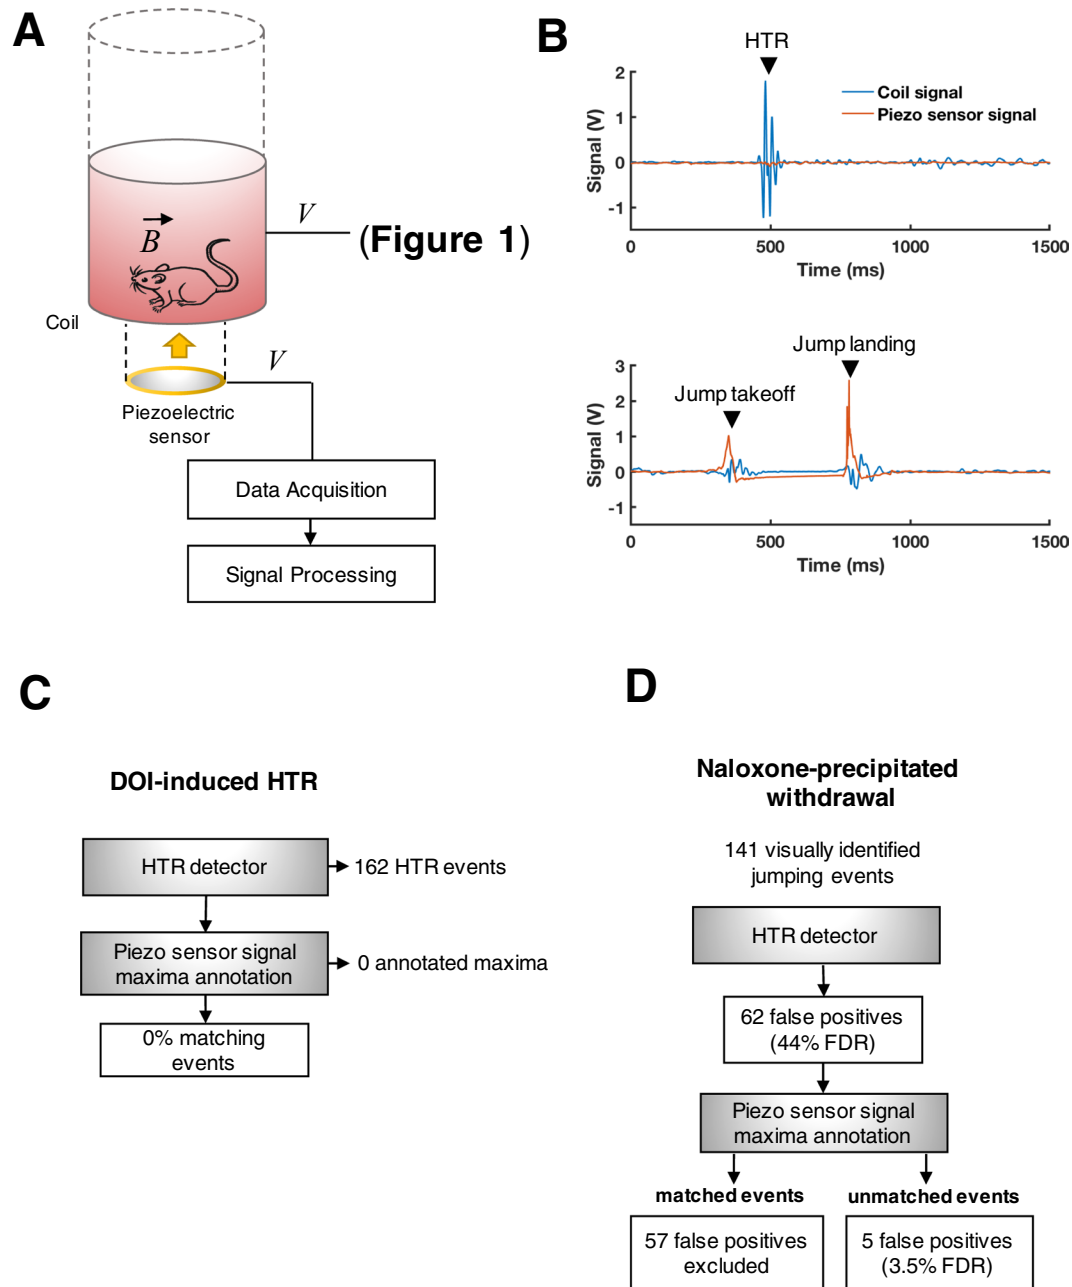 A
B
V
(Figure 1)
B
Coil
V
Piezoelectric
sensor
Data Acquisition
Signal Processing
HTR
Coil signal
Piezo sensor signal
Signal (V)
2
1
0
-1
0
500
1000
1500
Time (ms)
Jump landing
Jump takeoff
Signal (V)
3
2
1
0
-1
0
500
1000
1500
Time (ms)
C
DOI-induced HTR
HTR detector
162 HTR events
Piezo sensor signal
maxima annotation
0 annotated maxima
0% matching
events
D
Naloxone-precipitated
withdrawal
141 visually identified
jumping events
HTR detector
62 false positives
(44% FDR)
Piezo sensor signal
maxima annotation
matched events
unmatched events
57 false positives
excluded
5 false positives
(3.5% FDR)